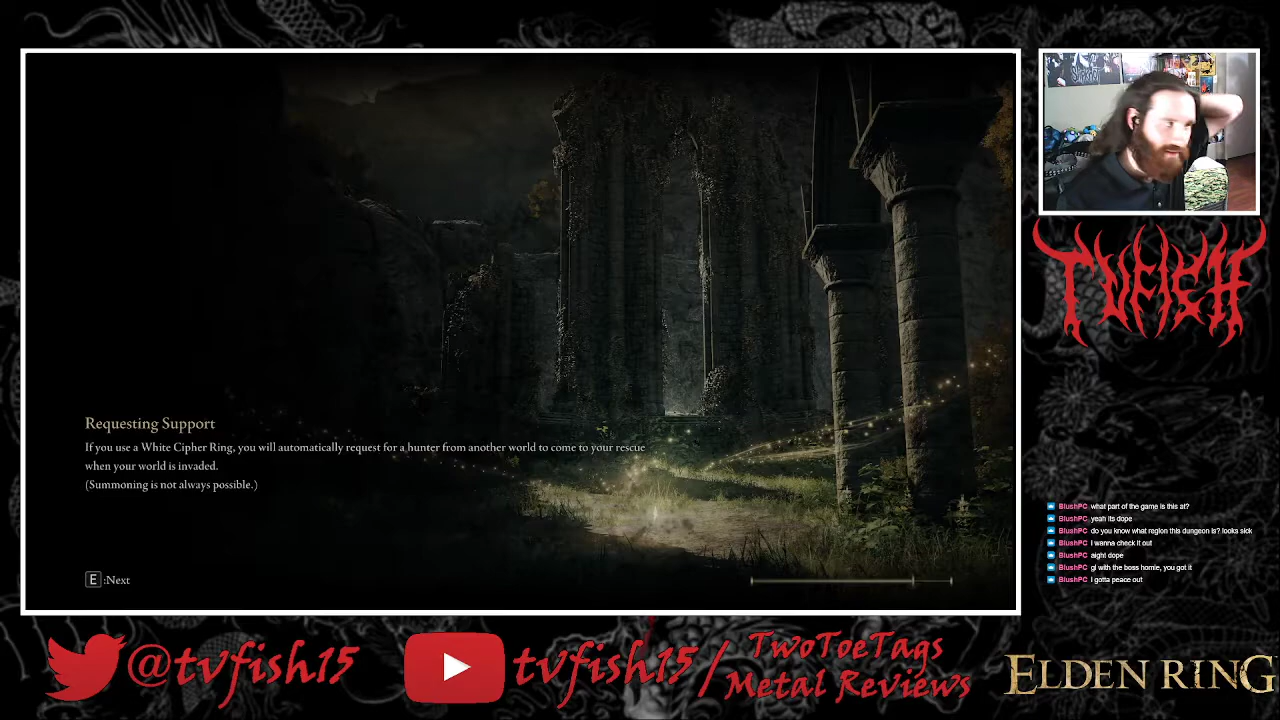 TVFISH
Requesting Support
If you use a White Cipher Ring, you will automatically request for a hunter from another world to come to your rescue
when your world is invaded.
(Summoning is not always possible.)
E :Next
BlushPC what part of the game is this at?
BlushPC yeah its dope
BlushPC do you know what region this dungeon is? looks sick
BlushPC I wanna check it out
BlushPC aight dope
BlushPC gl with the boss homie, you got it
BlushPC I gotta peace out
@tvfish15
tvfish15 / TwoToeTags
Metal Reviews
ELDEN RING